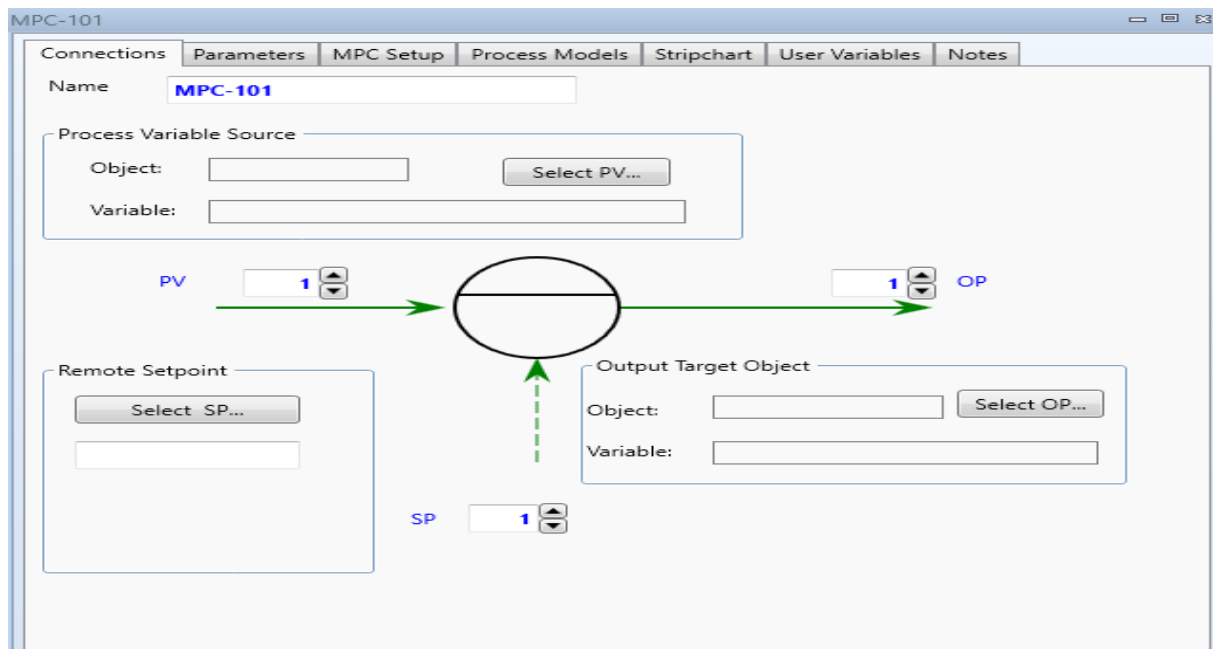 MPC-101
Connections Parameters MPC Setup Process Models Stripchart User Variables Notes
Name MPC-101
Process Variable Source
Object: Select PV...
Variable:
PV 1 1 OP
Remote Setpoint
Output Target Object
Select SP...
Object: Select OP...
Variable:
SP 1